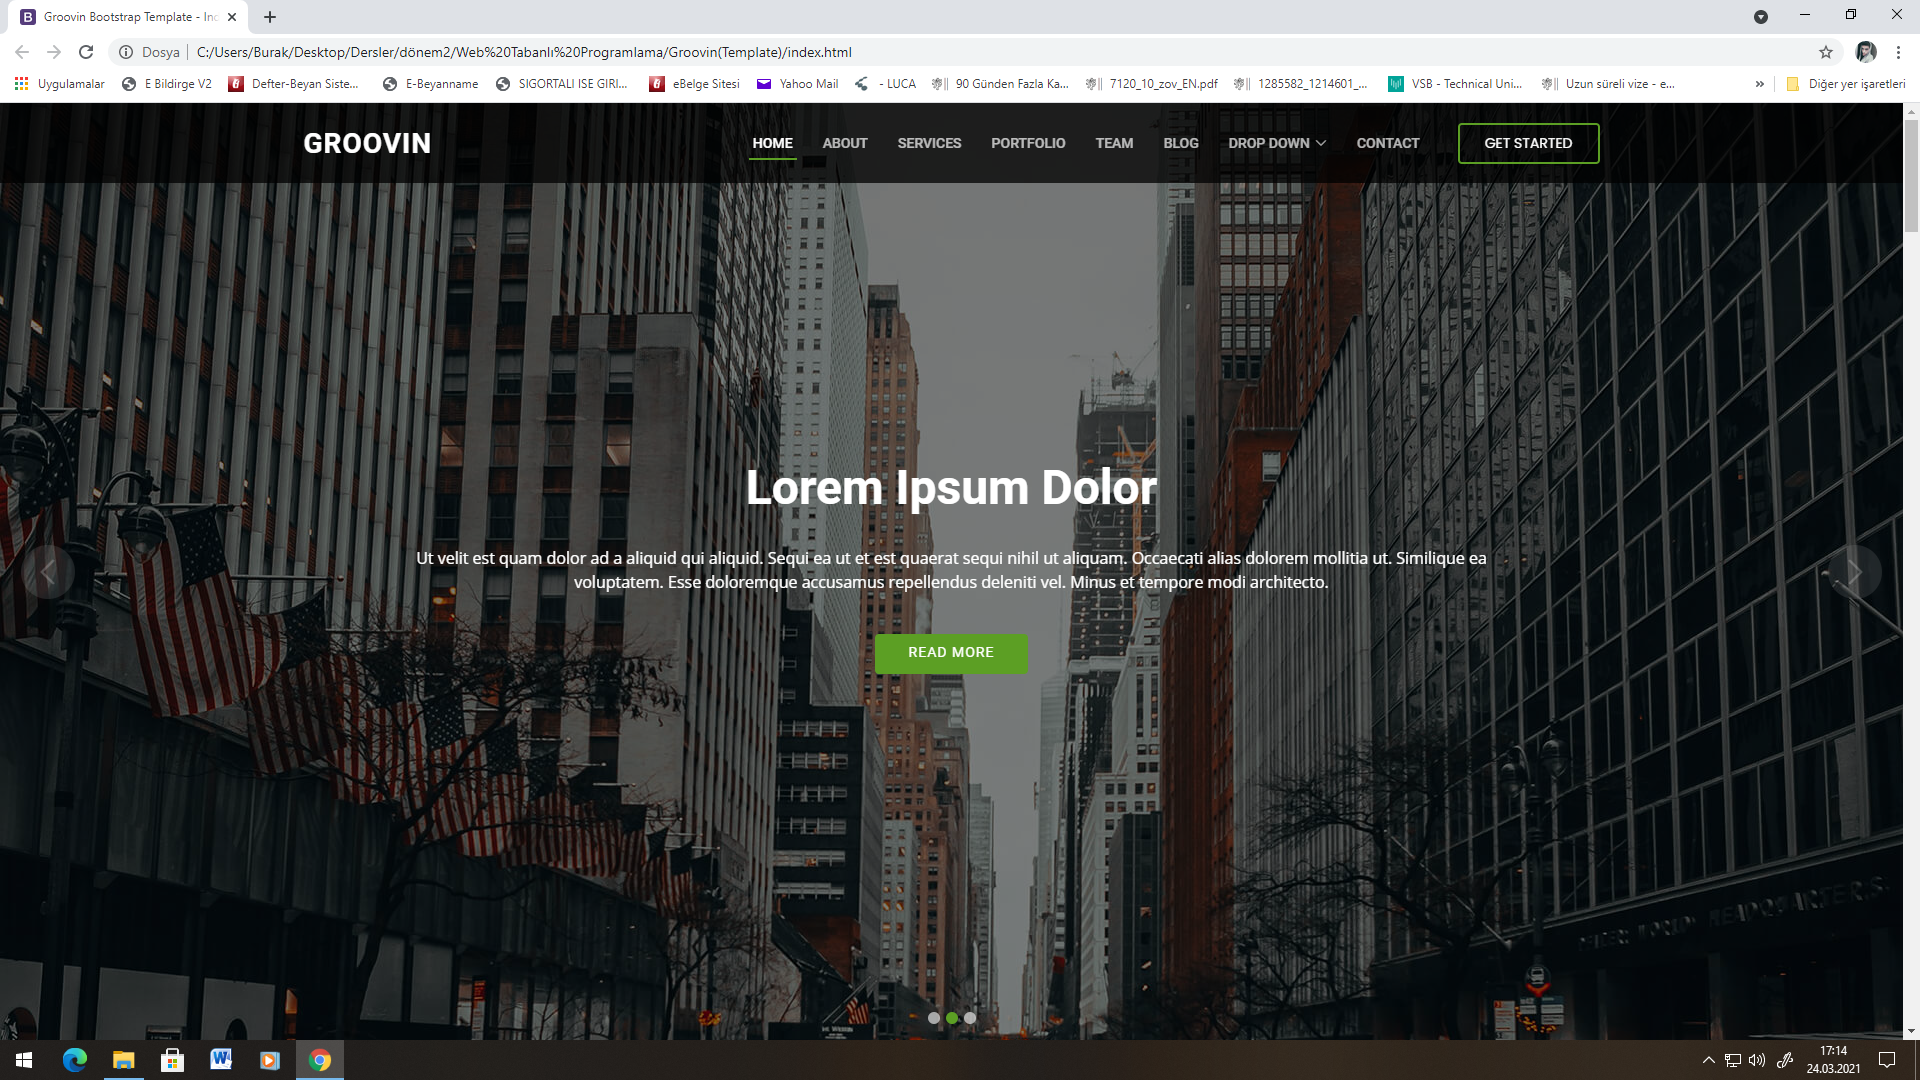 Groovin Bootstrap Template - Inc
Dosya
C:/Users/Burak/Desktop/Dersler/dönem2/Web%20Tabanlı%20Programlama/Groovin(Template)/index.html
Uygulamalar
E Bildirge V2
Defter-Beyan Siste...
E-Beyanname
SIGORTALI ISE GIRI...
eBelge Sitesi
Yahoo Mail
- LUCA
90 Günden Fazla Ka...
7120_10_zov_EN.pdf
1285582_1214601_...
VSB - Technical Uni...
Uzun süreli vize - e...
»
Diğer yer işaretleri
GROOVIN
HOME
ABOUT
SERVICES
PORTFOLIO
TEAM
BLOG
DROP DOWN
CONTACT
GET STARTED
Lorem Ipsum Dolor
Ut velit est quam dolor ad a aliquid qui aliquid. Sequi ea ut et est quaerat sequi nihil ut aliquam. Occaecati alias dolorem mollitia ut. Similique ea
voluptatem. Esse doloremque accusamus repellendus deleniti vel. Minus et tempore modi architecto.
READ MORE
WORLD HEADQUARTERS
17:14
24.03.2021